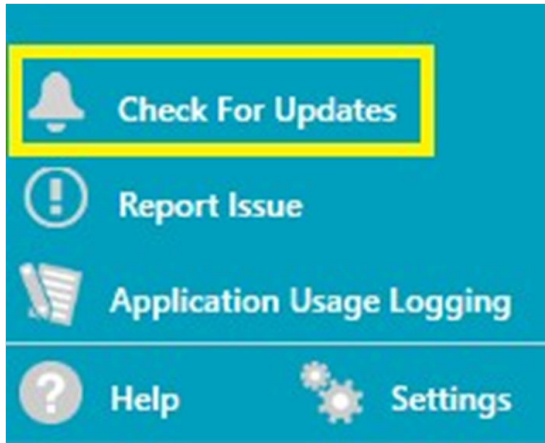 Check For Updates
Report Issue
Application Usage Logging
Help Settings